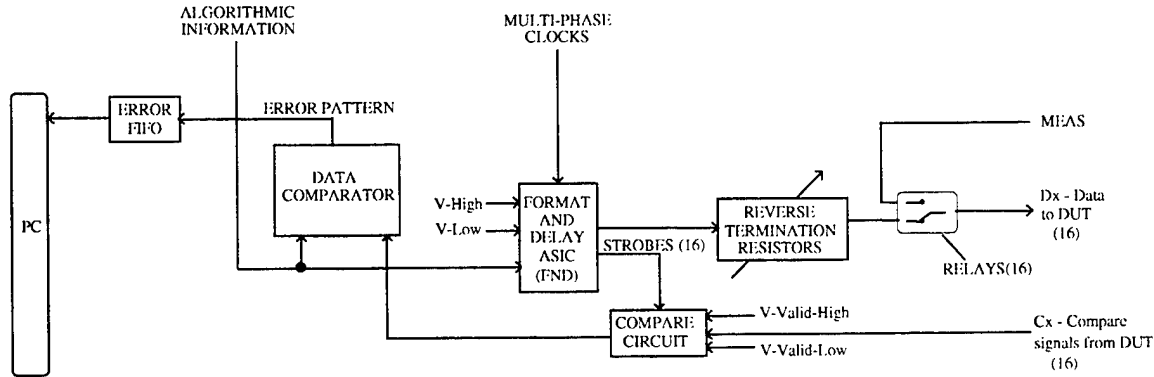 ALGORITHMIC
INFORMATION
MULTI-PHASE
CLOCKS
ERROR
FIFO
ERROR PATTERN
MEAS
DATA
COMPARATOR
V-High
V-Low
FORMAT
AND
DELAY
ASIC
(FND)
STROBES (16)
REVERSE
TERMINATION
RESISTORS
Dx - Data
to DUT
(16)
RELAYS(16)
PC
COMPARE
CIRCUIT
V-Valid-High
V-Valid-Low
Cx - Compare
signals from DUT
(16)